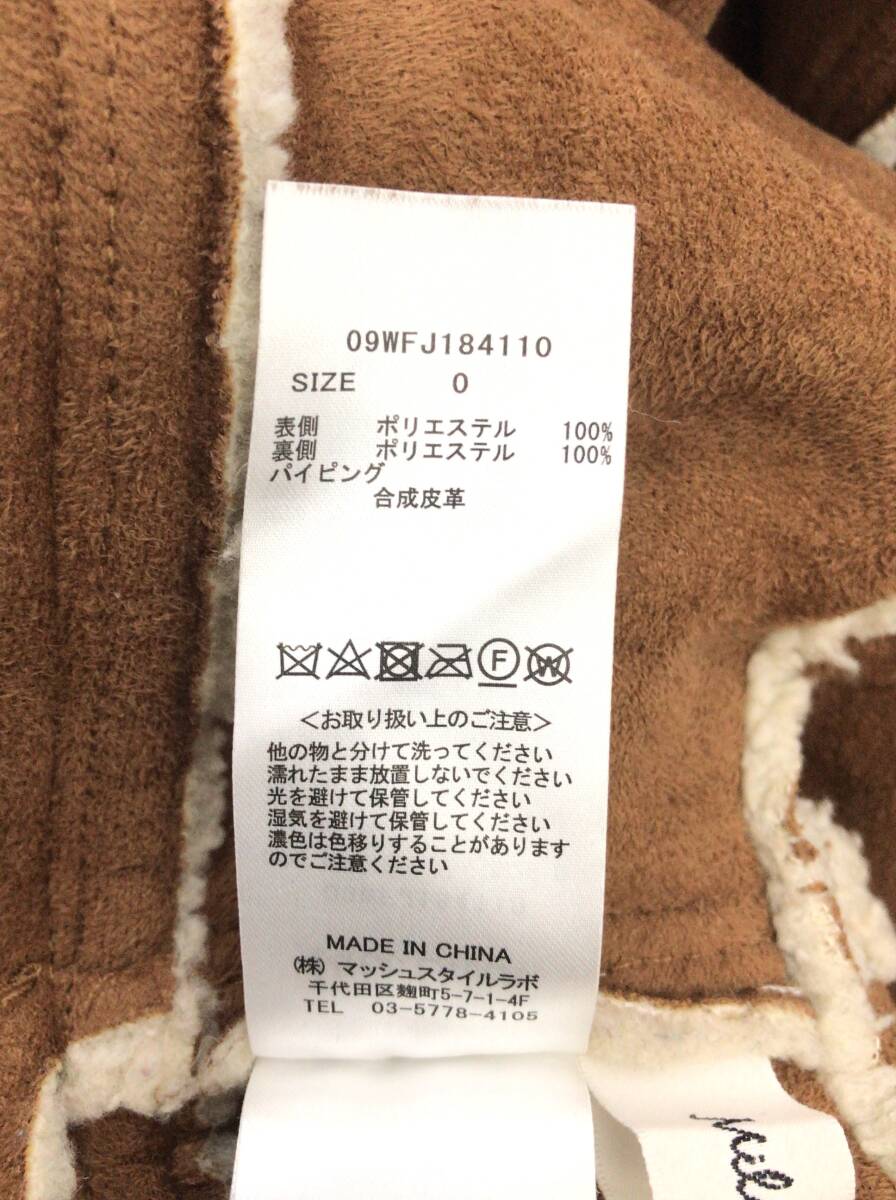 09WFJ184110
SIZE 0
表側 ポリエステル 100%
裏側 ポリエステル 100%
パイピング
合成皮革
F W
<お取り扱い上のご注意>
他の物と分けて洗ってください
濡れたまま放置しないでください
光を避けて保管してください
湿気を避けて保管してください
濃色は色移りすることがあります
のでご注意ください
MADE IN CHINA
(株) マッシュスタイルラボ
千代田区麹町5-7-1-4F
TEL 03-5778-4105